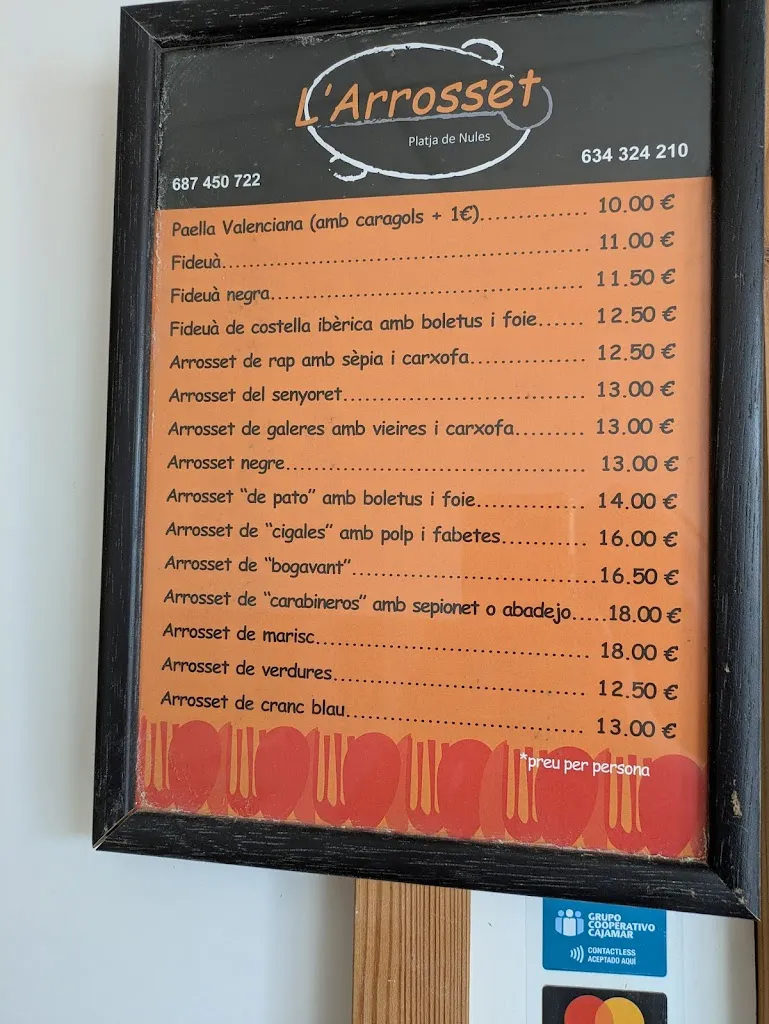 L'Arrosset
Platja de Nules
687 450 722
634 324 210
Paella Valenciana (amb caragols + 1€)............. 10.00 €
Fideuà............................................. 11.00 €
Fideuà negra....................................... 11.50 €
Fideuà de costella ibèrica amb boletus i foie...... 12.50 €
Arrosset de rap amb sèpia i carxofa................ 12.50 €
Arrosset del senyoret.............................. 13.00 €
Arrosset de galeres amb vieires i carxofa......... 13.00 €
Arrosset negre..................................... 13.00 €
Arrosset “de pato” amb boletus i foie.............. 14.00 €
Arrosset de “cigales” amb polp i fabetes.......... 16.00 €
Arrosset de “bogavant”.............................16.50 €
Arrosset de “carabineros” amb sepionet o abadejo.....18.00 €
Arrosset de marisc................................. 18.00 €
Arrosset de verdures............................... 12.50 €
Arrosset de cranc blau............................. 13.00 €
*preu per persona
GRUPO
COOPERATIVO
CAJAMAR
CONTACTLESS
ACEPTADO AQUÍ